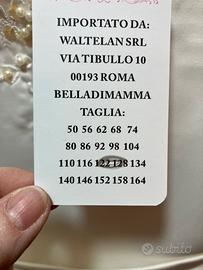 IMPORTATO DA:
WALTELAN SRL
VIA TIBULLO 10
00193 ROMA
BELLADIMAMMA
TAGLIA:
50 56 62 68 74
80 86 92 98 104
110 116 122 128 134
140 146 152 158 164
subito